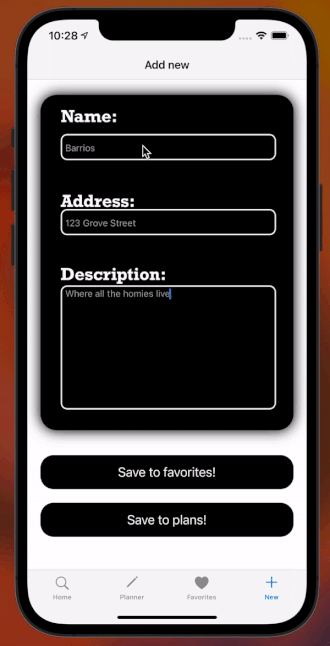 10:28
Add new
Name:
Barrios
Address:
123 Grove Street
Description:
Where all the homies live
Save to favorites!
Save to plans!
Home
Planner
Favorites
New